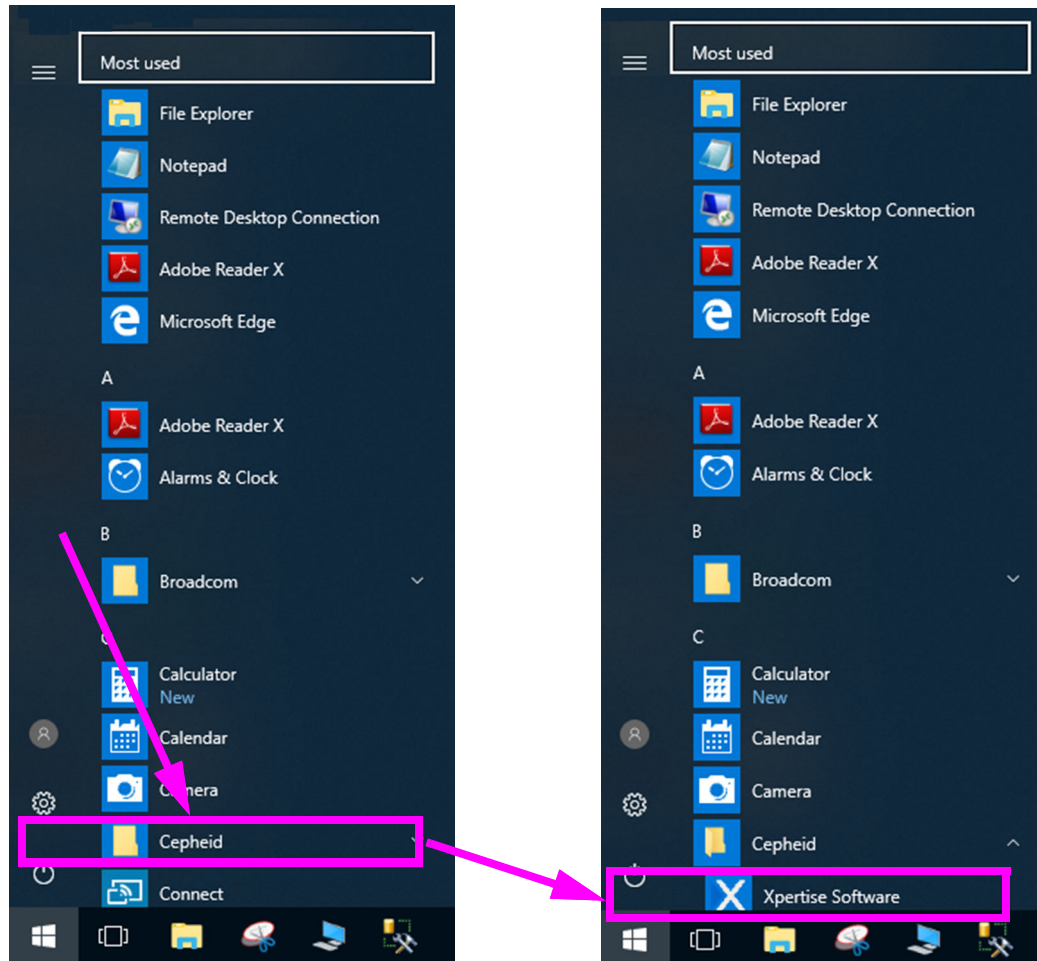 Most used
File Explorer
Notepad
Remote Desktop Connection
Adobe Reader X
Microsoft Edge
A
Adobe Reader X
Alarms & Clock
B
Broadcom
C
Calculator
New
Calendar
Camera
Cepheid
Connect
Most used
File Explorer
Notepad
Remote Desktop Connection
Adobe Reader X
Microsoft Edge
A
Adobe Reader X
Alarms & Clock
B
Broadcom
C
Calculator
New
Calendar
Camera
Cepheid
Xpertise Software